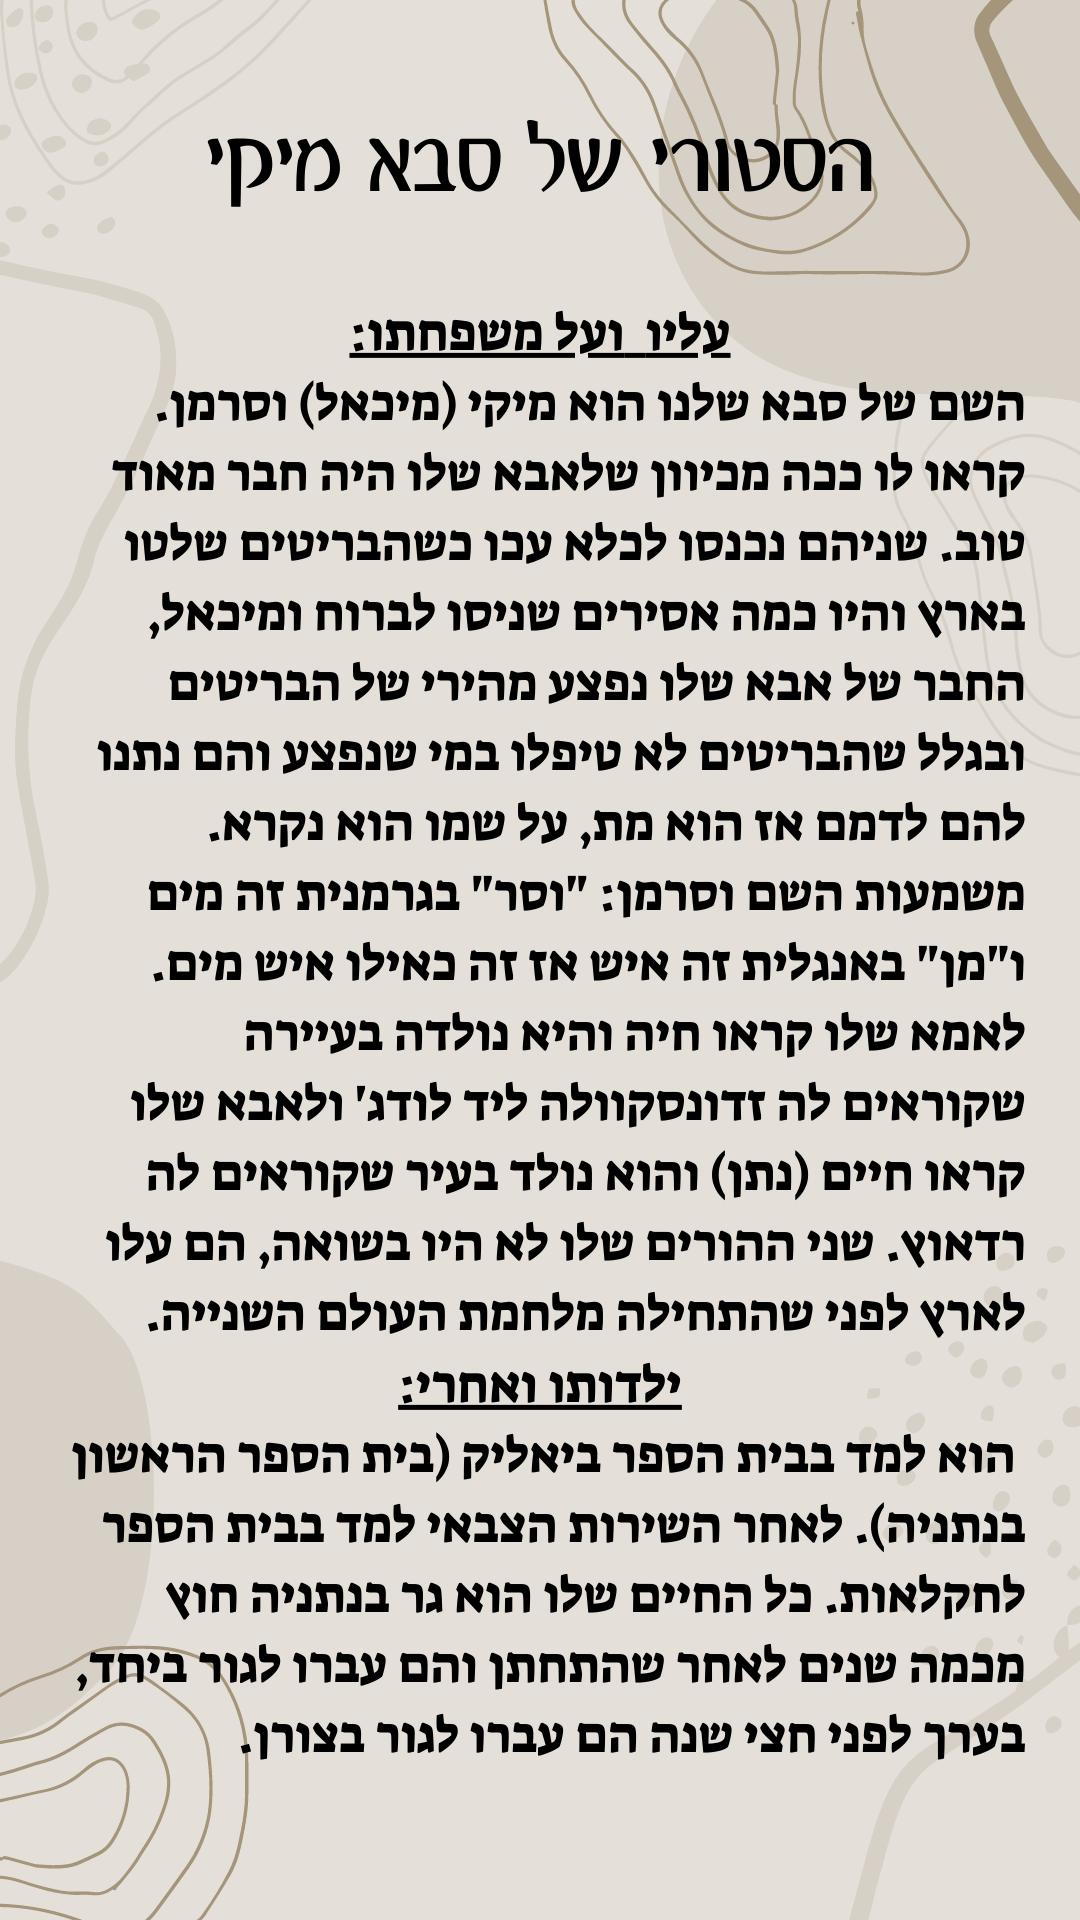 הסטורי של סבא מיקי
עליו ועל משפחתו:
השם של סבא שלנו הוא מיקי (מיכאל) וסרמן.
קראו לו ככה מכיוון שלאבא שלו היה חבר מאוד
טוב. שניהם נכנסו לכלא עכו כשהבריטים שלטו
בארץ והיו כמה אסירים שניסו לברוח ומיכאל,
החבר של אבא שלו נפצע מהירי של הבריטים
ובגלל שהבריטים לא טיפלו במי שנפצע והם נתנו
להם לדמם אז הוא מת, על שמו הוא נקרא.
משמעות השם וסרמן: "וסר" בגרמנית זה מים
ו"מן" באנגלית זה איש אז זה כאילו איש מים.
לאמא שלו קראו חיה והיא נולדה בעיירה
שקוראים לה זדונסקוולה ליד לודג' ולאבא שלו
קראו חיים (נתן) והוא נולד בעיר שקוראים לה
רדאוץ. שני ההורים שלו לא היו בשואה, הם עלו
לארץ לפני שהתחילה מלחמת העולם השנייה.
ילדותו ואחרי:
הוא למד בבית הספר ביאליק (בית הספר הראשון
בנתניה). לאחר השירות הצבאי למד בבית הספר
לחקלאות. כל החיים שלו הוא גר בנתניה חוץ
מכמה שנים לאחר שהתחתן והם עברו לגור ביחד,
בערך לפני חצי שנה הם עברו לגור בצורן.